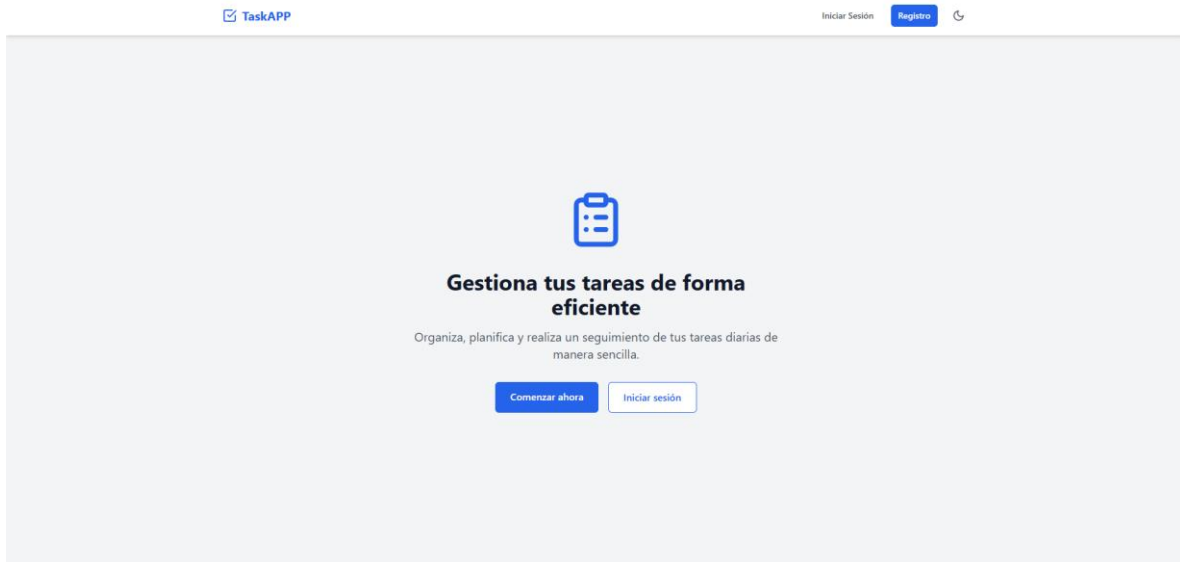 TaskAPP
Iniciar Sesión
Registro
Gestiona tus tareas de forma
eficiente
Organiza, planifica y realiza un seguimiento de tus tareas diarias de
manera sencilla.
Comenzar ahora
Iniciar sesión